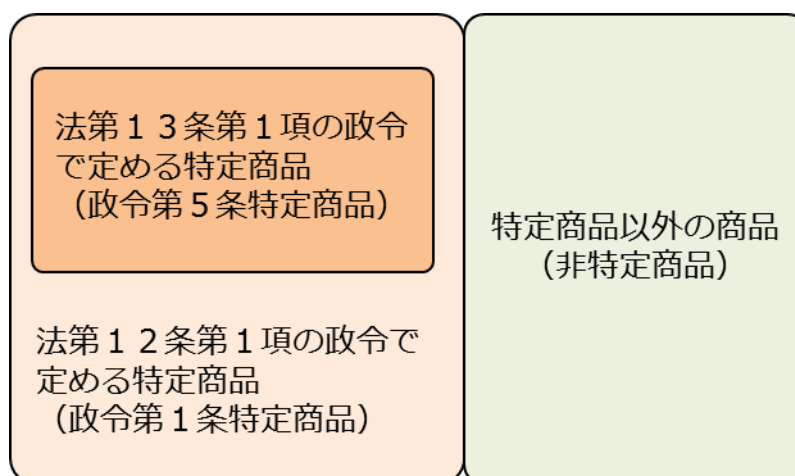 法第１３条第１項の政令
で定める特定商品
（政令第５条特定商品）
法第１２条第１項の政令で
定める特定商品
（政令第１条特定商品）
特定商品以外の商品
（非特定商品）